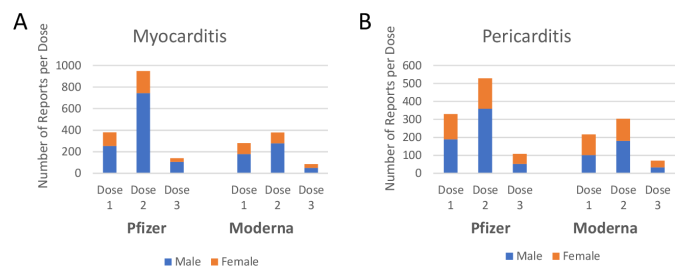 A
Myocarditis
Number of Reports per Dose
1000
800
600
400
200
0
Dose 1
Dose 2
Dose 3
Dose 1
Dose 2
Dose 3
Pfizer
Moderna
Male
Female
B
Pericarditis
Number of Reports per Dose
600
500
400
300
200
100
0
Dose 1
Dose 2
Dose 3
Dose 1
Dose 2
Dose 3
Pfizer
Moderna
Male
Female